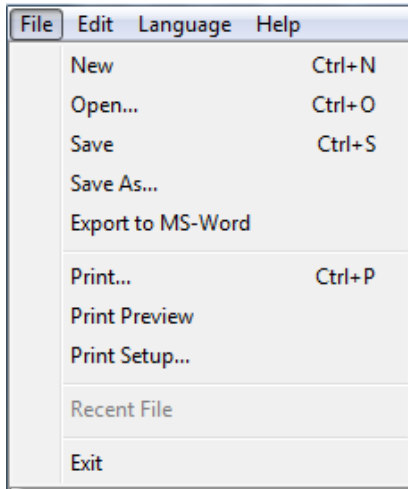 File Edit Language Help
New Ctrl+N
Open... Ctrl+O
Save Ctrl+S
Save As...
Export to MS-Word
Print... Ctrl+P
Print Preview
Print Setup...
Recent File
Exit